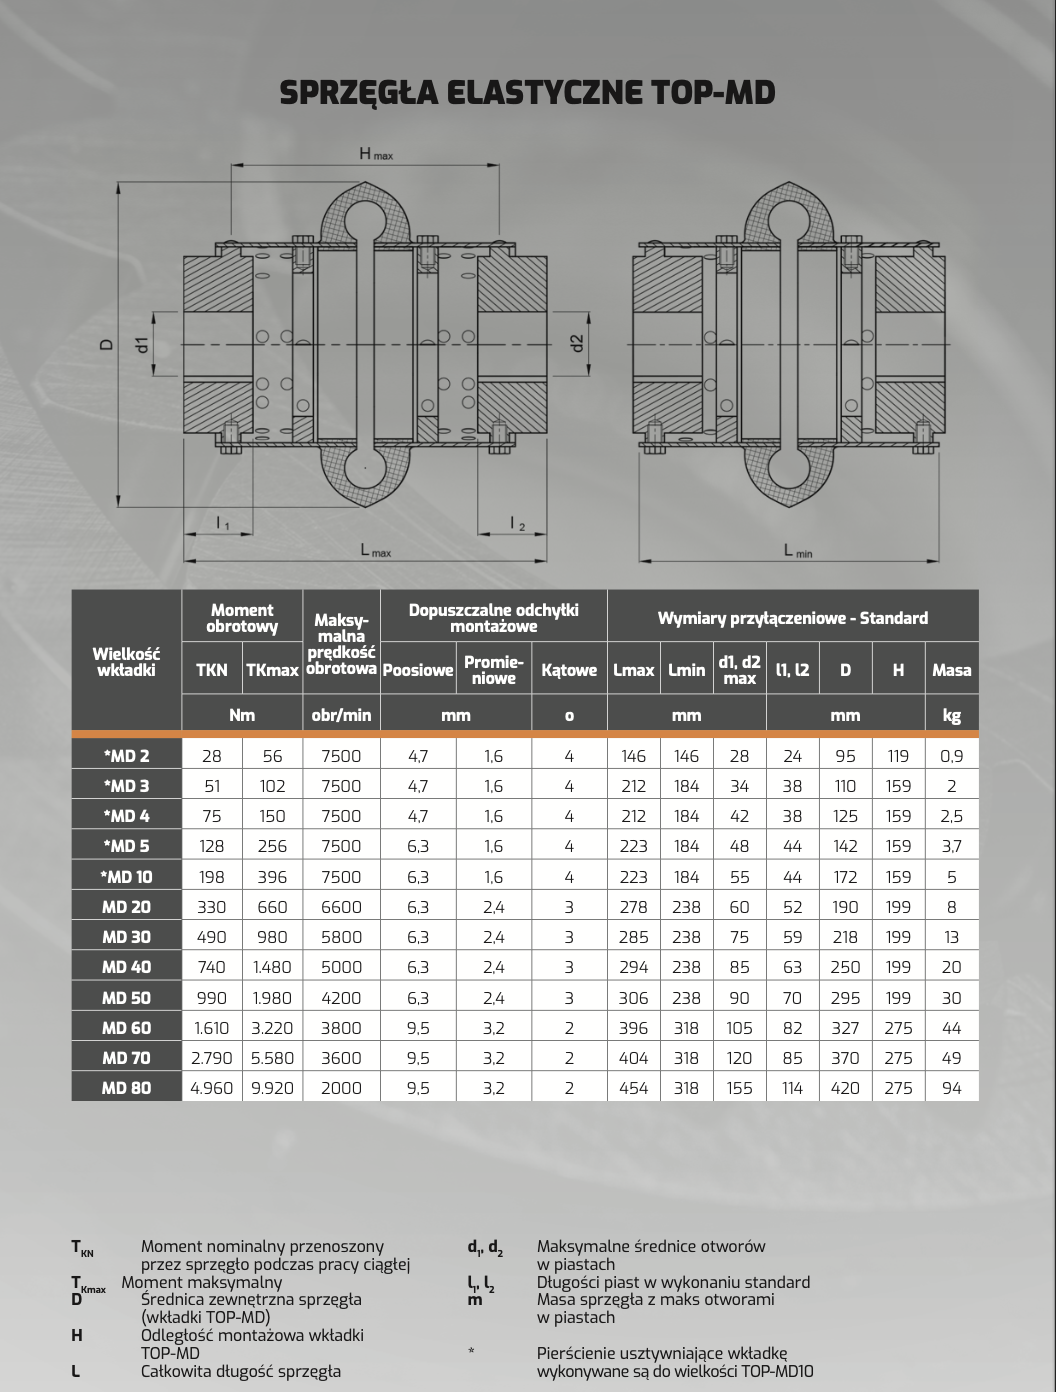 SPRZĘGŁA ELASTYCZNE TOP-MD
H max
D
d1
d2
l 1
l 2
L max
L min
Wielkość wkładki
Moment obrotowy
Maksy-
malna
prędkość
obrotowa
Dopuszczalne odchyłki montażowe
Wymiary przyłączeniowe - Standard
TKN TKmax Poosiowe Promie-
niowe Kątowe Lmax Lmin d1, d2 max l1, l2 D H Masa
Nm obr/min mm o mm mm kg
*MD 2 28 56 7500 4,7 1,6 4 146 146 28 24 95 119 0,9
*MD 3 51 102 7500 4,7 1,6 4 212 184 34 38 110 159 2
*MD 4 75 150 7500 4,7 1,6 4 212 184 42 38 125 159 2,5
*MD 5 128 256 7500 6,3 1,6 4 223 184 48 44 142 159 3,7
*MD 10 198 396 7500 6,3 1,6 4 223 184 55 44 172 159 5
MD 20 330 660 6600 6,3 2,4 3 278 238 60 52 190 199 8
MD 30 490 980 5800 6,3 2,4 3 285 238 75 59 218 199 13
MD 40 740 1.480 5000 6,3 2,4 3 294 238 85 63 250 199 20
MD 50 990 1.980 4200 6,3 2,4 3 306 238 90 70 295 199 30
MD 60 1.610 3.220 3800 9,5 3,2 2 396 318 105 82 327 275 44
MD 70 2.790 5.580 3600 9,5 3,2 2 404 318 120 85 370 275 49
MD 80 4.960 9.920 2000 9,5 3,2 2 454 318 155 114 420 275 94
TKN Moment nominalny przenoszony
przez sprzęgło podczas pracy ciągłej
TKmax Moment maksymalny
D Średnica zewnętrzna sprzęgła
(wkładki TOP-MD)
H Odległość montażowa wkładki
TOP-MD
L Całkowita długość sprzęgła
d1, d2 Maksymalne średnice otworów
w piastach
l1, l2 Długości piast w wykonaniu standard
m Masa sprzęgła z maks otworami
w piastach
* Pierścienie usztywniające wkładkę
wykonywane są do wielkości TOP-MD10